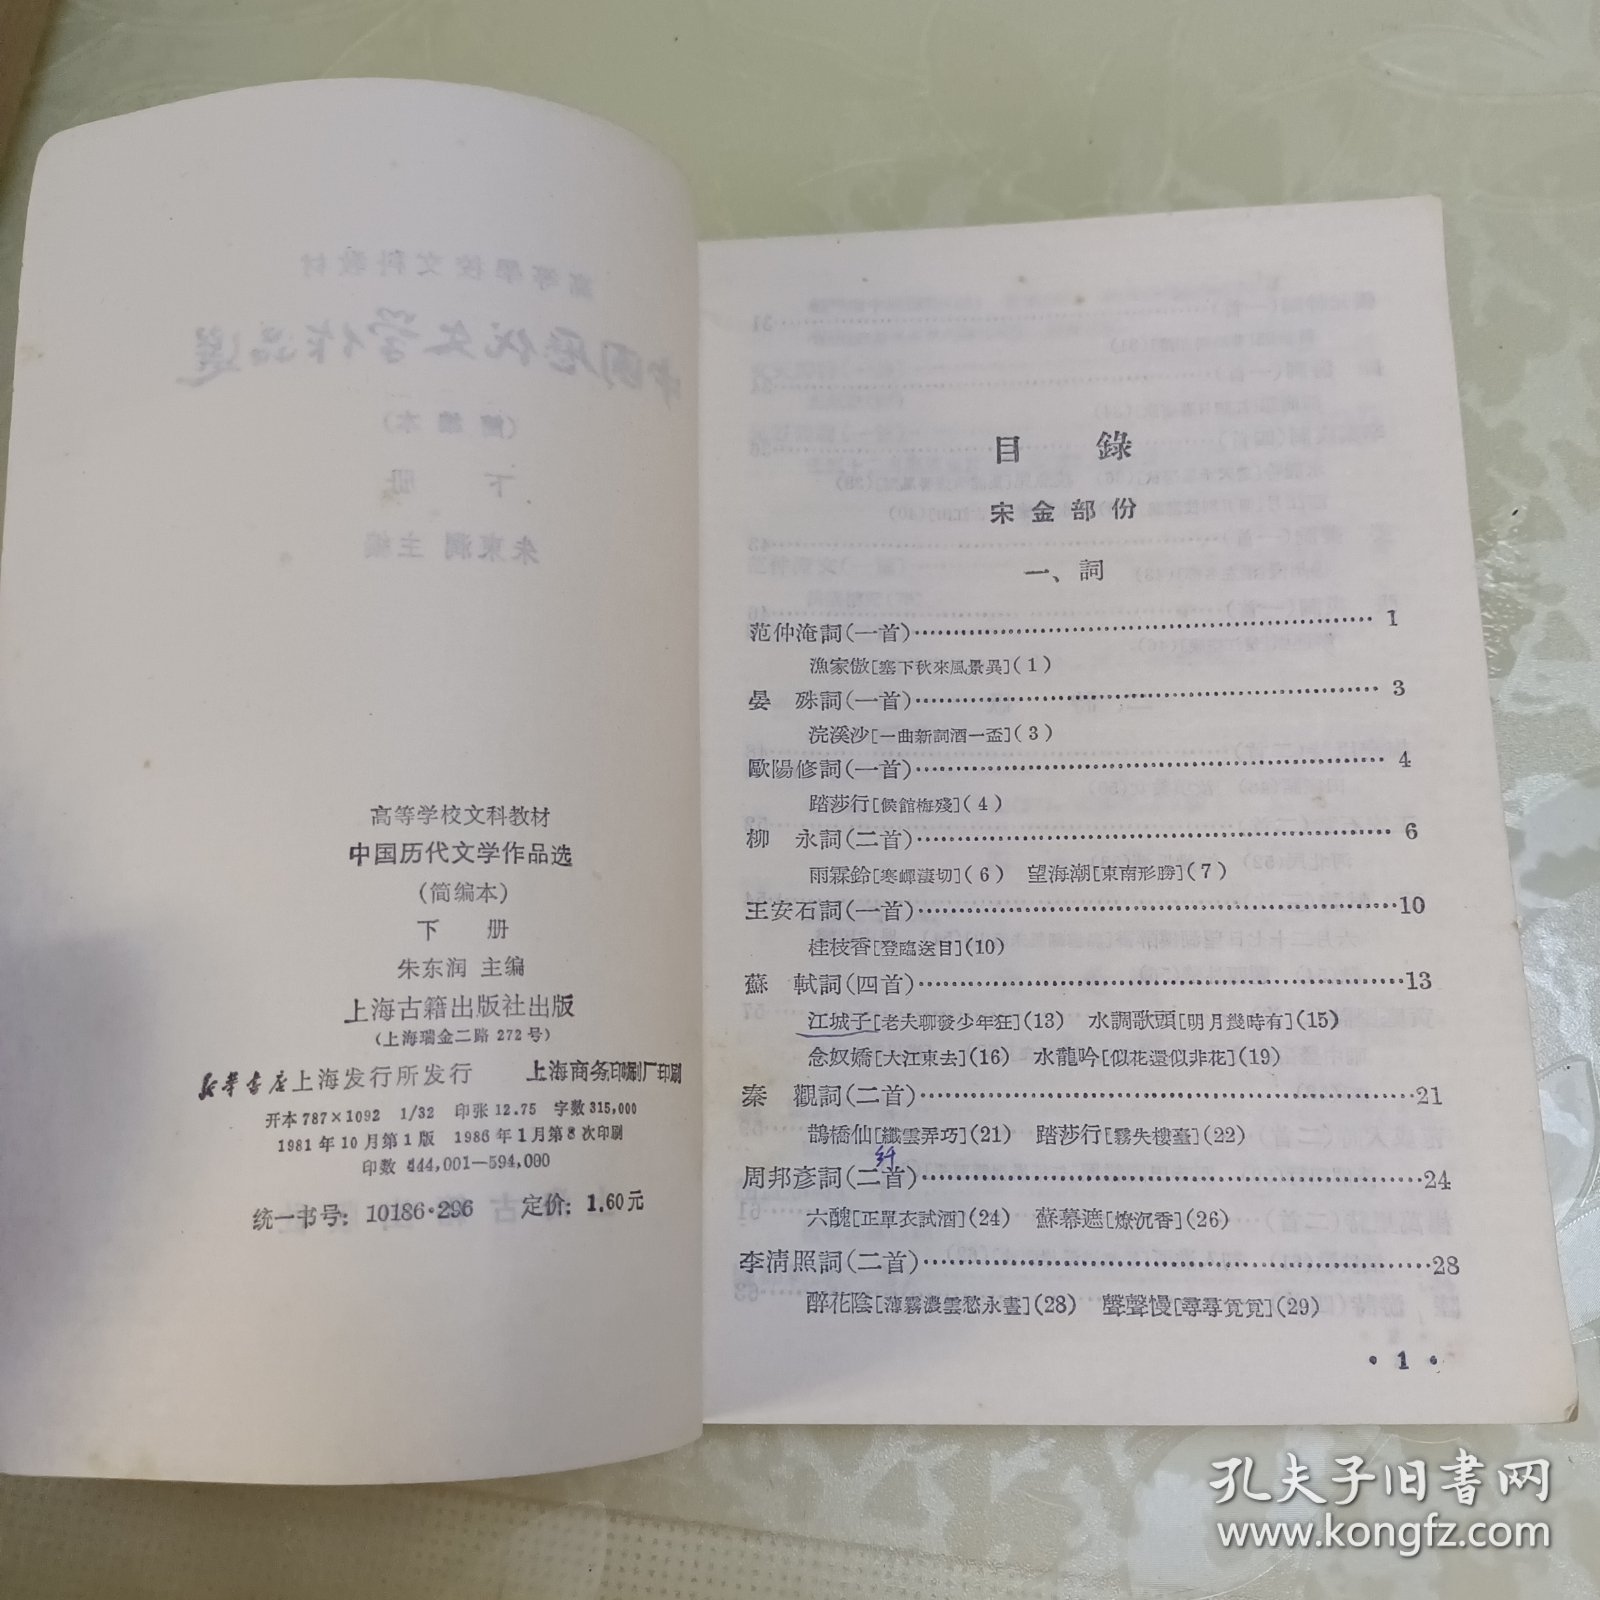 高等学校文科教材
中国历代文学作品选
(简编本)
下 册
朱东润 主编
上海古籍出版社出版
(上海瑞金二路 272 号)
新华书店上海发行所发行 上海商务印刷厂印刷
开本 787×1092 1/32 印张 12.75 字数 315,000
1981 年 10 月第 1 版 1986 年 1 月第 8 次印刷
印数 444,001—594,000
统一书号: 10186·296 定价: 1.60 元
目 錄
宋金部份
一、詞
范仲淹詞(一首) 1
漁家傲[塞下秋來風景異](1)
晏 殊詞(一首) 3
浣溪沙[一曲新詞酒一盃](3)
歐陽修詞(一首) 4
踏莎行[候館梅殘](4)
柳 永詞(二首) 6
雨霖鈴[寒蟬淒切](6) 望海潮[東南形勝](7)
王安石詞(一首) 10
桂枝香[登臨送目](10)
蘇 軾詞(四首) 13
江城子[老夫聊發少年狂](13) 水調歌頭[明月幾時有](15)
念奴嬌[大江東去](16) 水龍吟[似花還似非花](19)
秦 觀詞(二首) 21
鵲橋仙[纖雲弄巧](21) 踏莎行[霧失樓臺](22)
纤
周邦彥詞(二首) 24
六醜[正單衣試酒](24) 蘇幕遮[燎沉香](26)
李清照詞(二首) 28
醉花陰[薄霧濃雲愁永晝](28) 聲聲慢[尋尋覓覓](29)
• 1 •
孔夫子旧书网
www.kongfz.com